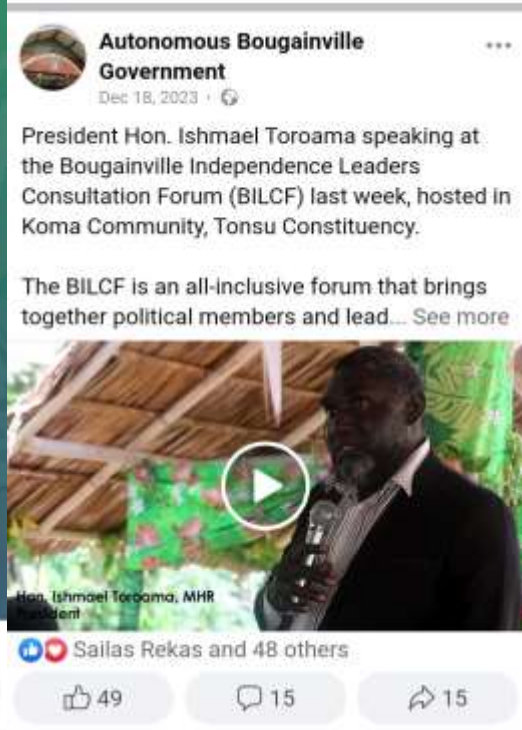 Autonomous Bougainville
Government
Dec 18, 2023 ·
President Hon. Ishmael Toroama speaking at
the Bougainville Independence Leaders
Consultation Forum (BILCF) last week, hosted in
Koma Community, Tonsu Constituency.
The BILCF is an all-inclusive forum that brings
together political members and lead... See more
Hon. Ishmael Toroama, MHR
President
Sailas Rekas and 48 others
49 15 15